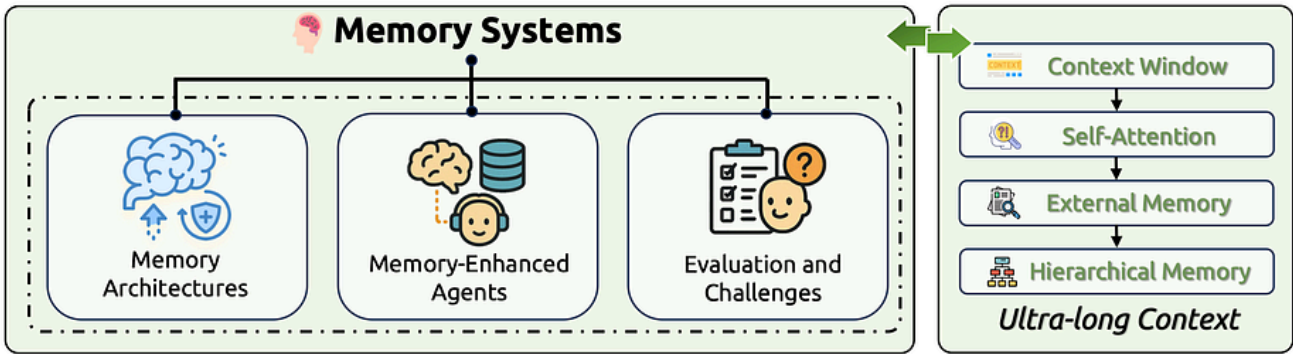 Memory Systems
Memory
Architectures
Memory-Enhanced
Agents
?
Evaluation and
Challenges
CONTEXT
Context Window
?!
Self-Attention
External Memory
Hierarchical Memory
Ultra-long Context